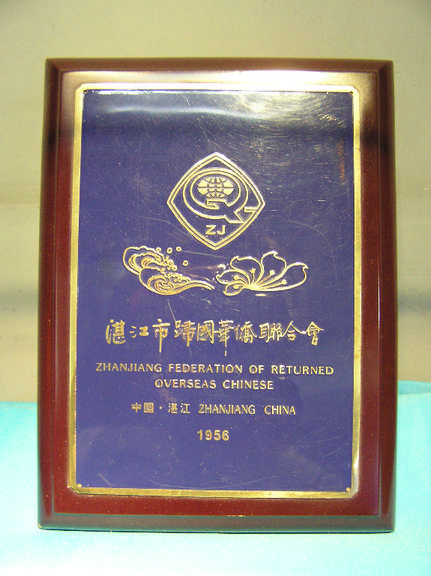 ZJ
湛江市歸國華僑聯合會
ZHANJIANG FEDERATION OF RETURNED
OVERSEAS CHINESE
中国·湛江 ZHANJIANG CHINA
1956